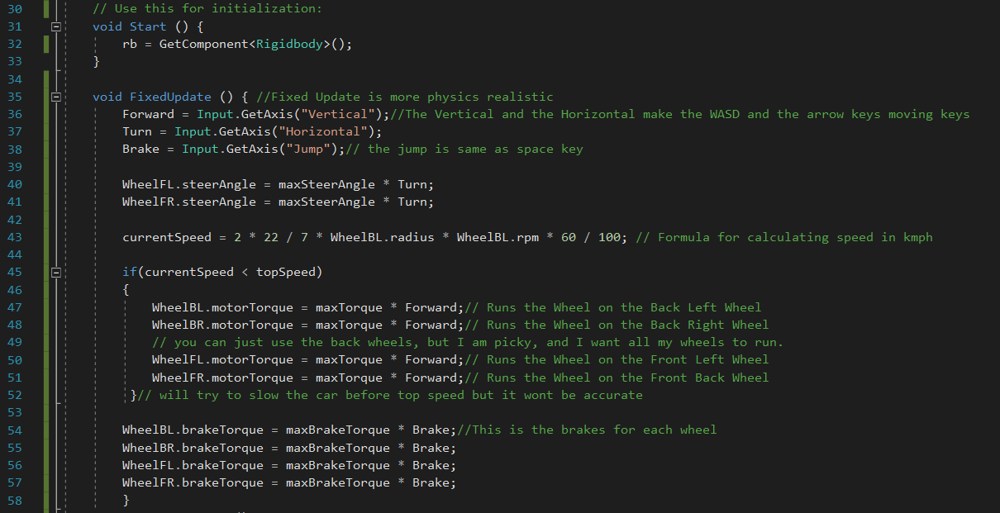 30 // Use this for initialization:
31 void Start () {
32 rb = GetComponent<Rigidbody>();
33 }
34
35 void FixedUpdate () { //Fixed Update is more physics realistic
36 Forward = Input.GetAxis("Vertical");//The Vertical and the Horizontal make the WASD and the arrow keys moving keys
37 Turn = Input.GetAxis("Horizontal");
38 Brake = Input.GetAxis("Jump");// the jump is same as space key
39
40 WheelFL.steerAngle = maxSteerAngle * Turn;
41 WheelFR.steerAngle = maxSteerAngle * Turn;
42
43 currentSpeed = 2 * 22 / 7 * WheelBL.radius * WheelBL.rpm * 60 / 100; // Formula for calculating speed in kmph
44
45 if(currentSpeed < topSpeed)
46 {
47 WheelBL.motorTorque = maxTorque * Forward;// Runs the Wheel on the Back Left Wheel
48 WheelBR.motorTorque = maxTorque * Forward;// Runs the Wheel on the Back Right Wheel
49 // you can just use the back wheels, but I am picky, and I want all my wheels to run.
50 WheelFL.motorTorque = maxTorque * Forward;// Runs the Wheel on the Front Left Wheel
51 WheelFR.motorTorque = maxTorque * Forward;// Runs the Wheel on the Front Back Wheel
52 }// will try to slow the car before top speed but it wont be accurate
53
54 WheelBL.brakeTorque = maxBrakeTorque * Brake;//This is the brakes for each wheel
55 WheelBR.brakeTorque = maxBrakeTorque * Brake;
56 WheelFL.brakeTorque = maxBrakeTorque * Brake;
57 WheelFR.brakeTorque = maxBrakeTorque * Brake;
58 }